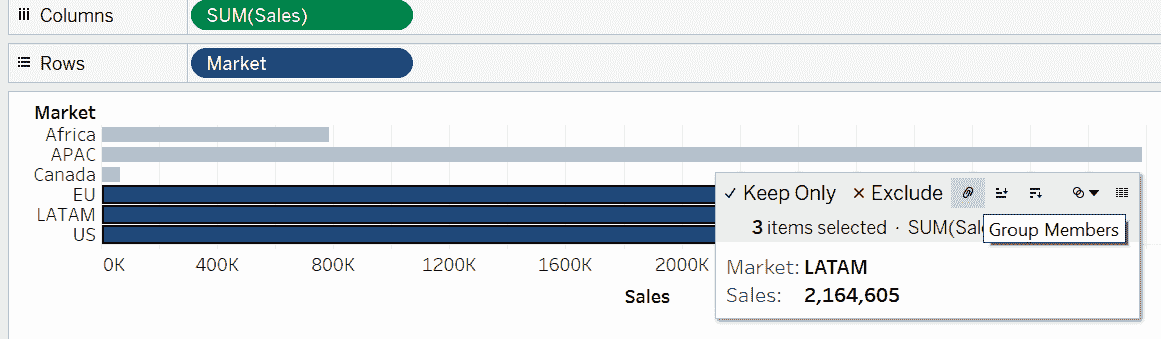 Columns SUM(Sales)
Rows Market
Market
Africa
APAC
Canada
EU
LATAM
US
Keep Only Exclude
3 items selected · SUM(Sal
Group Members
Market: LATAM
Sales: 2,164,605
0K 400K 800K 1200K 1600K 2000K
Sales